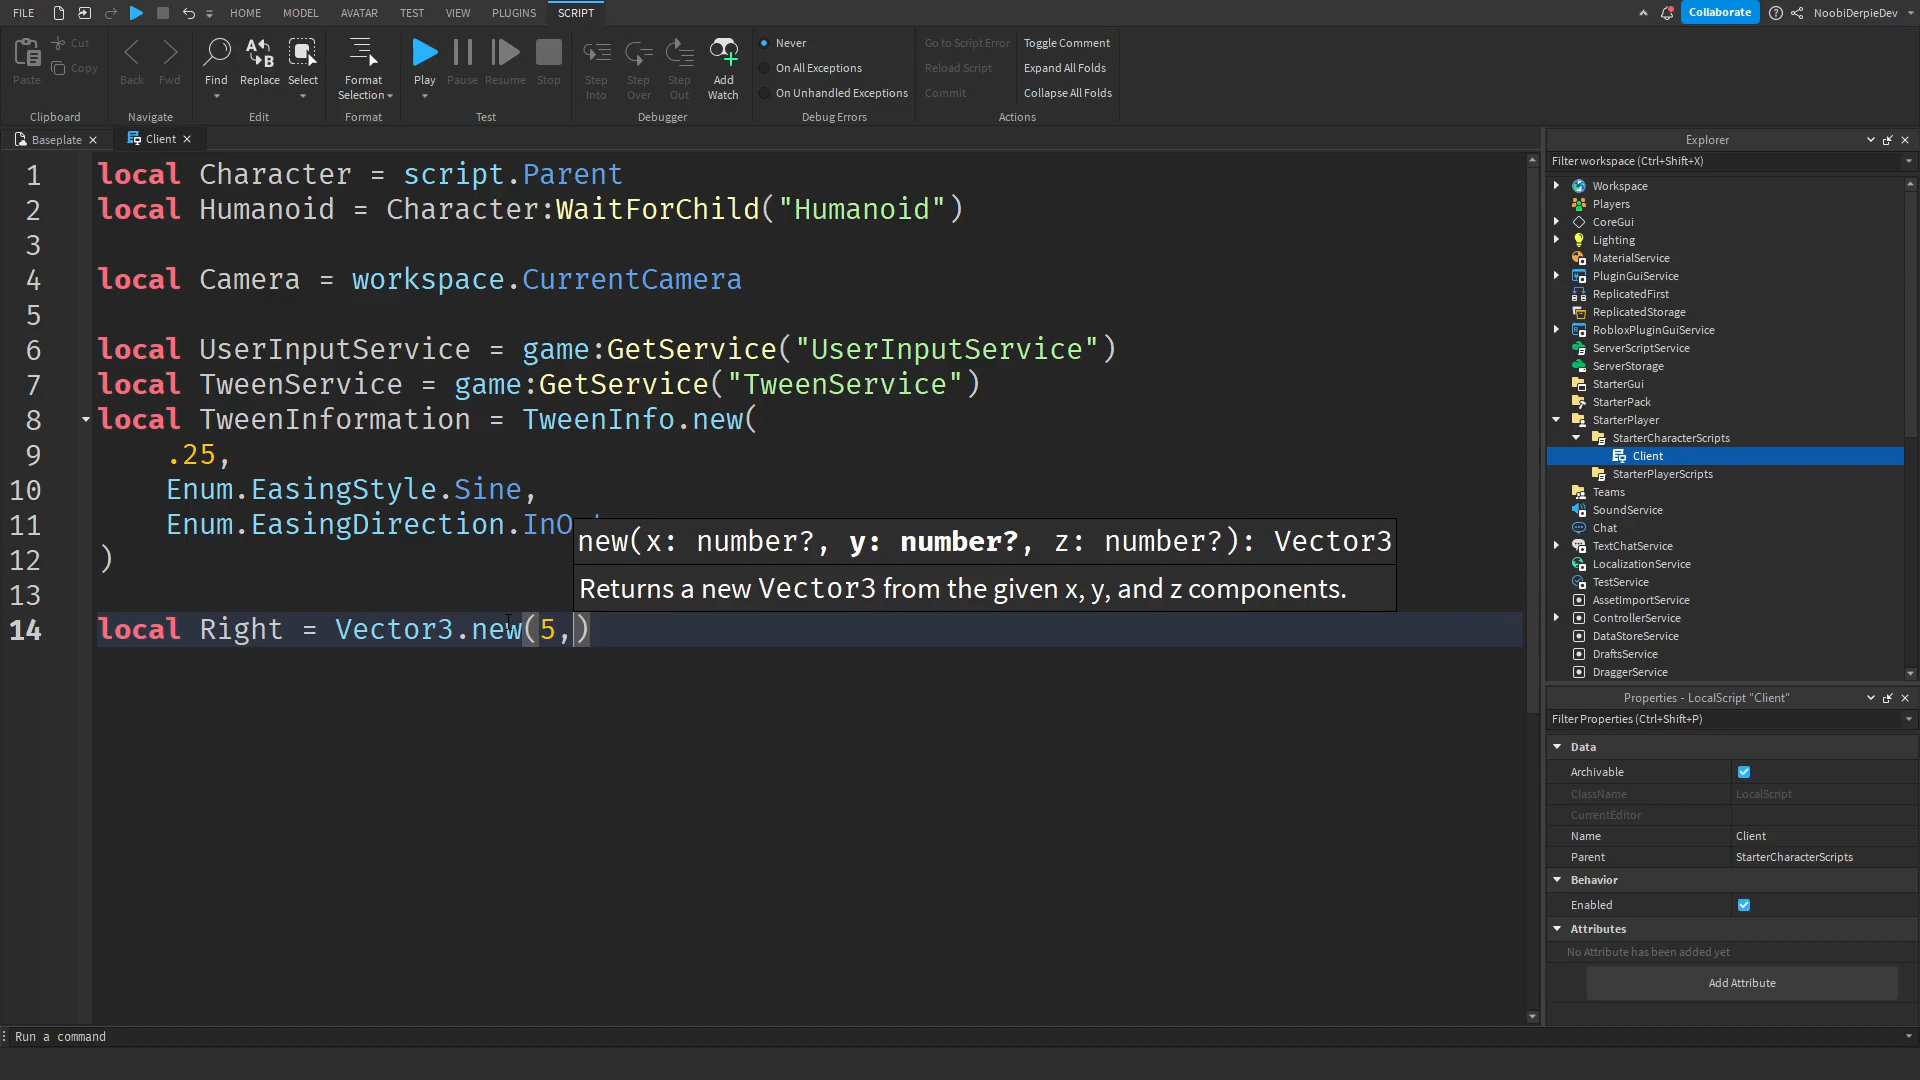 FILE HOME MODEL AVATAR TEST VIEW PLUGINS SCRIPT Collaborate NoobiDerpieDev
Paste Cut Copy
Clipboard
Back Fwd
Navigate
Find Replace Select
Edit
Format Selection
Format
Play Pause Resume Stop
Test
Step Into Step Over Step Out Add Watch
Debugger
Never
On All Exceptions
On Unhandled Exceptions
Debug Errors
Go to Script Error Toggle Comment
Reload Script Expand All Folds
Commit Collapse All Folds
Actions
Baseplate Client
1 local Character = script.Parent
2 local Humanoid = Character:WaitForChild("Humanoid")
3
4 local Camera = workspace.CurrentCamera
5
6 local UserInputService = game:GetService("UserInputService")
7 local TweenService = game:GetService("TweenService")
8 local TweenInformation = TweenInfo.new(
9 .25,
10 Enum.EasingStyle.Sine,
11 Enum.EasingDirection.InO
12 )
13
14 local Right = Vector3.new(5,)
new(x: number?, y: number?, z: number?): Vector3
Returns a new Vector3 from the given x, y, and z components.
Explorer
Filter workspace (Ctrl+Shift+X)
Workspace
Players
CoreGui
Lighting
MaterialService
PluginGuiService
ReplicatedFirst
ReplicatedStorage
RobloxPluginGuiService
ServerScriptService
ServerStorage
StarterGui
StarterPack
StarterPlayer
StarterCharacterScripts
Client
StarterPlayerScripts
Teams
SoundService
Chat
TextChatService
LocalizationService
TestService
AssetImportService
ControllerService
DataStoreService
DraftsService
DraggerService
Properties - LocalScript "Client"
Filter Properties (Ctrl+Shift+P)
Data
Archivable
ClassName LocalScript
CurrentEditor
Name Client
Parent StarterCharacterScripts
Behavior
Enabled
Attributes
No Attribute has been added yet
Add Attribute
Run a command